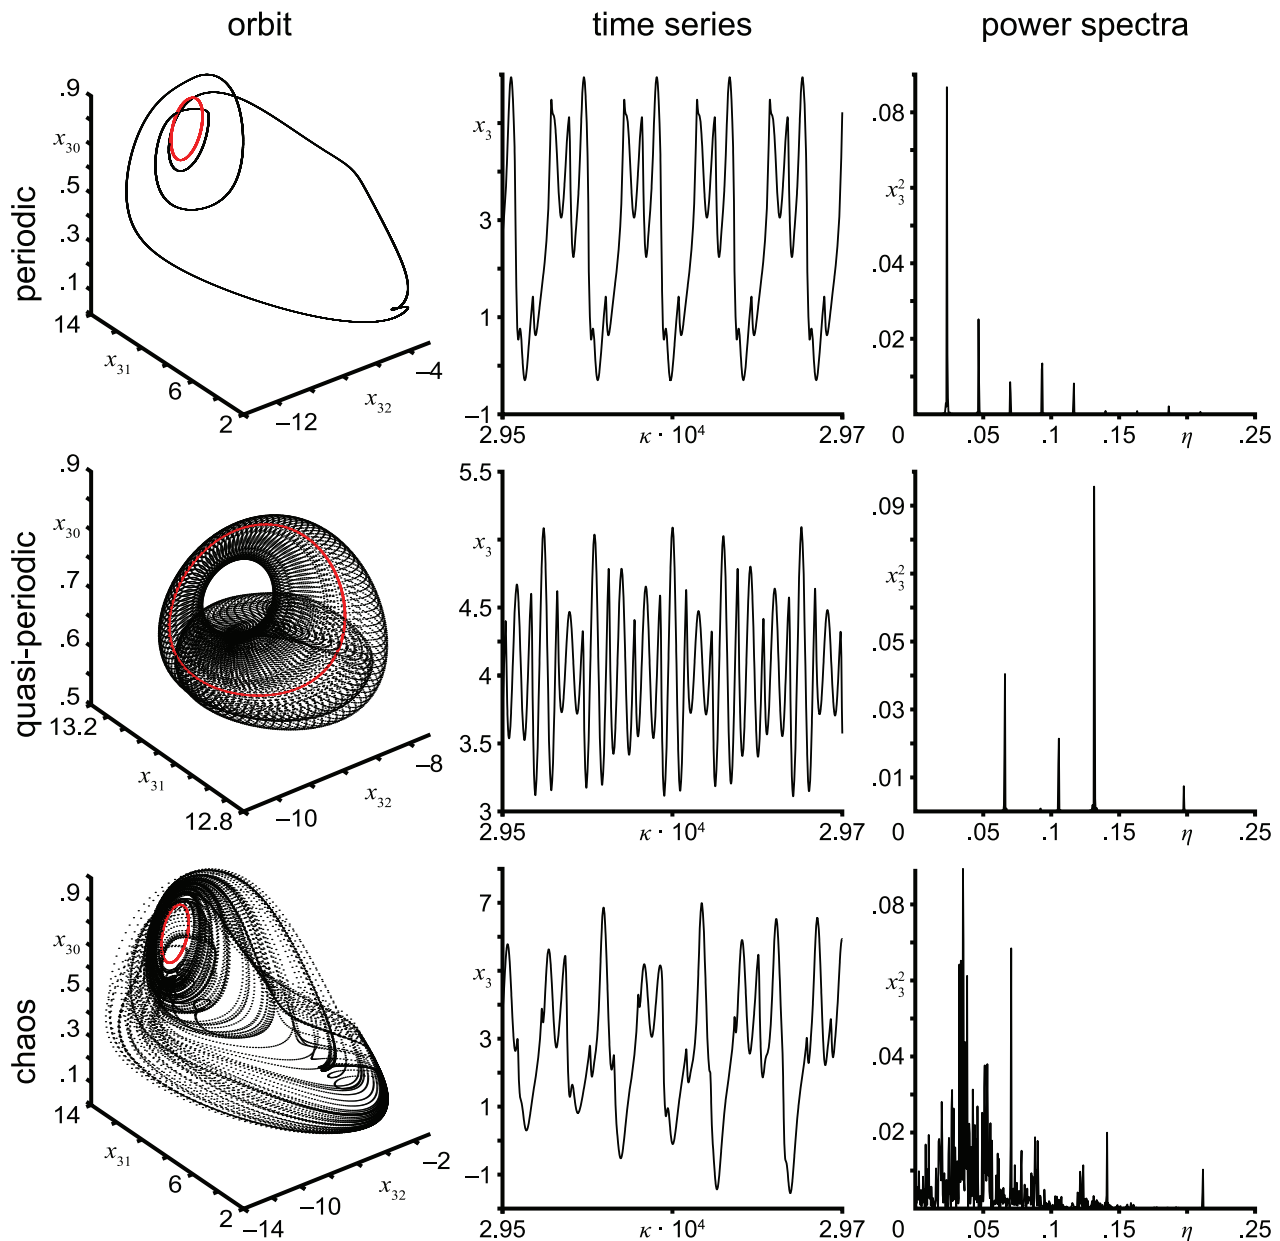 orbit time series power spectra
periodic
.9
x30
.5
.3
.1
14
x31
6
2
−12
x32
−4
x3
3
1
−1
2.95 κ · 10⁴ 2.97
.08
x3²
.04
.02
0 .05 .1 η .25
quasi-periodic
.9
x30
.7
.6
.5
13.2
x31
12.8
−10
x32
−8
5.5
x3
4.5
4
3.5
3
2.95 κ · 10⁴ 2.97
.09
x3²
.05
.03
.01
0 .05 .1 .15 η .25
chaos
.9
x30
.5
.3
.1
14
x31
6
2
−14
−10
x32
−2
7
x3
3
1
−1
2.95 κ · 10⁴ 2.97
.08
x3²
.04
.02
0 .05 .1 .15 η .25